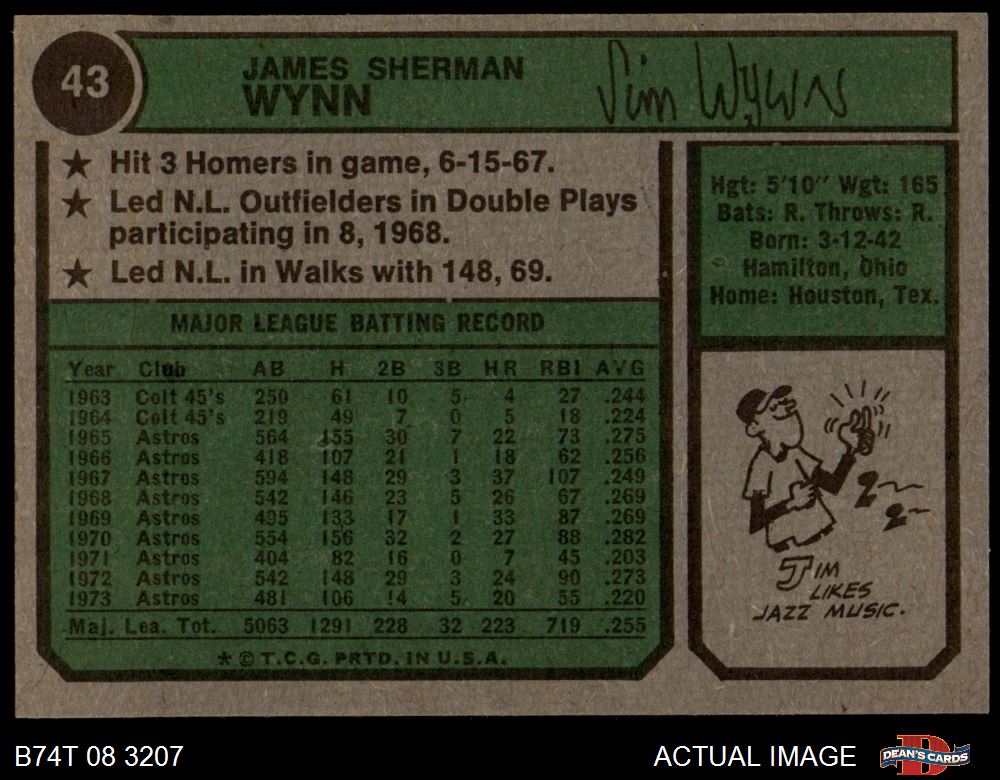 43
JAMES SHERMAN
WYNN
Jim Wynn
★ Hit 3 Homers in game, 6-15-67.
★ Led N.L. Outfielders in Double Plays
participating in 8, 1968.
★ Led N.L. in Walks with 148, 69.
Hgt: 5'10" Wgt: 165
Bats: R. Throws: R.
Born: 3-12-42
Hamilton, Ohio
Home: Houston, Tex.
MAJOR LEAGUE BATTING RECORD
Year Club AB H 2B 3B HR RBI AVG
1963 Colt 45's 250 61 10 5 4 27 .244
1964 Colt 45's 219 49 7 0 5 18 .224
1965 Astros 564 155 30 7 22 73 .275
1966 Astros 418 107 21 1 18 62 .256
1967 Astros 594 148 29 3 37 107 .249
1968 Astros 542 146 23 5 26 67 .269
1969 Astros 495 133 17 1 33 87 .269
1970 Astros 554 156 32 2 27 88 .282
1971 Astros 404 82 16 0 7 45 .203
1972 Astros 542 148 29 3 24 90 .273
1973 Astros 481 106 14 5 20 55 .220
Maj. Lea. Tot. 5063 1291 228 32 223 719 .255
* © T.C.G. PRTD. IN U.S.A.
JIM
LIKES
JAZZ MUSIC.
B74T 08 3207
ACTUAL IMAGE
DEAN'S CARDS